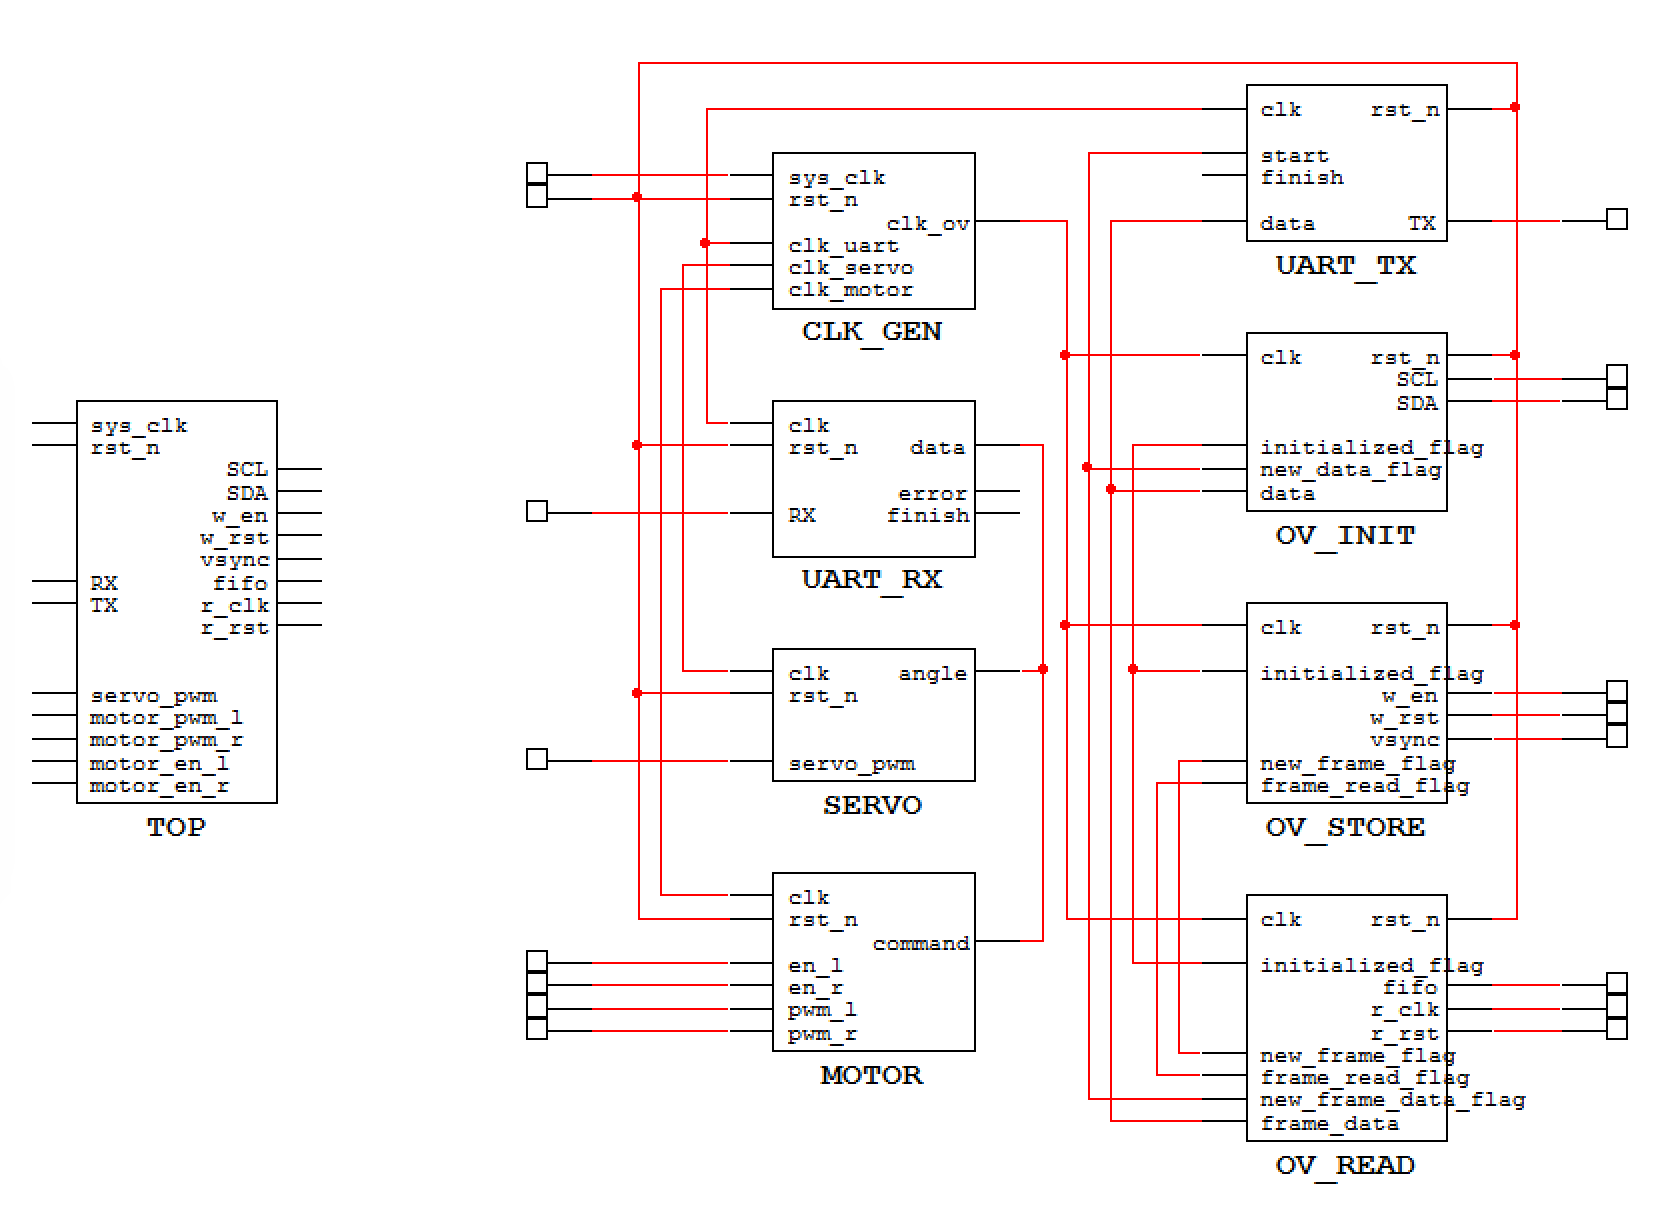 sys_clk
rst_n
SCL
SDA
w_en
w_rst
vsync
RX fifo
TX r_clk
r_rst
servo_pwm
motor_pwm_l
motor_pwm_r
motor_en_l
motor_en_r
TOP
sys_clk
rst_n
clk_ov
clk_uart
clk_servo
clk_motor
CLK_GEN
clk
rst_n data
error
RX finish
UART_RX
clk angle
rst_n
servo_pwm
SERVO
clk
rst_n
command
en_l
en_r
pwm_l
pwm_r
MOTOR
clk rst_n
start
finish
data TX
UART_TX
clk rst_n
SCL
SDA
initialized_flag
new_data_flag
data
OV_INIT
clk rst_n
initialized_flag
w_en
w_rst
vsync
new_frame_flag
frame_read_flag
OV_STORE
clk rst_n
initialized_flag
fifo
r_clk
r_rst
new_frame_flag
frame_read_flag
new_frame_data_flag
frame_data
OV_READ